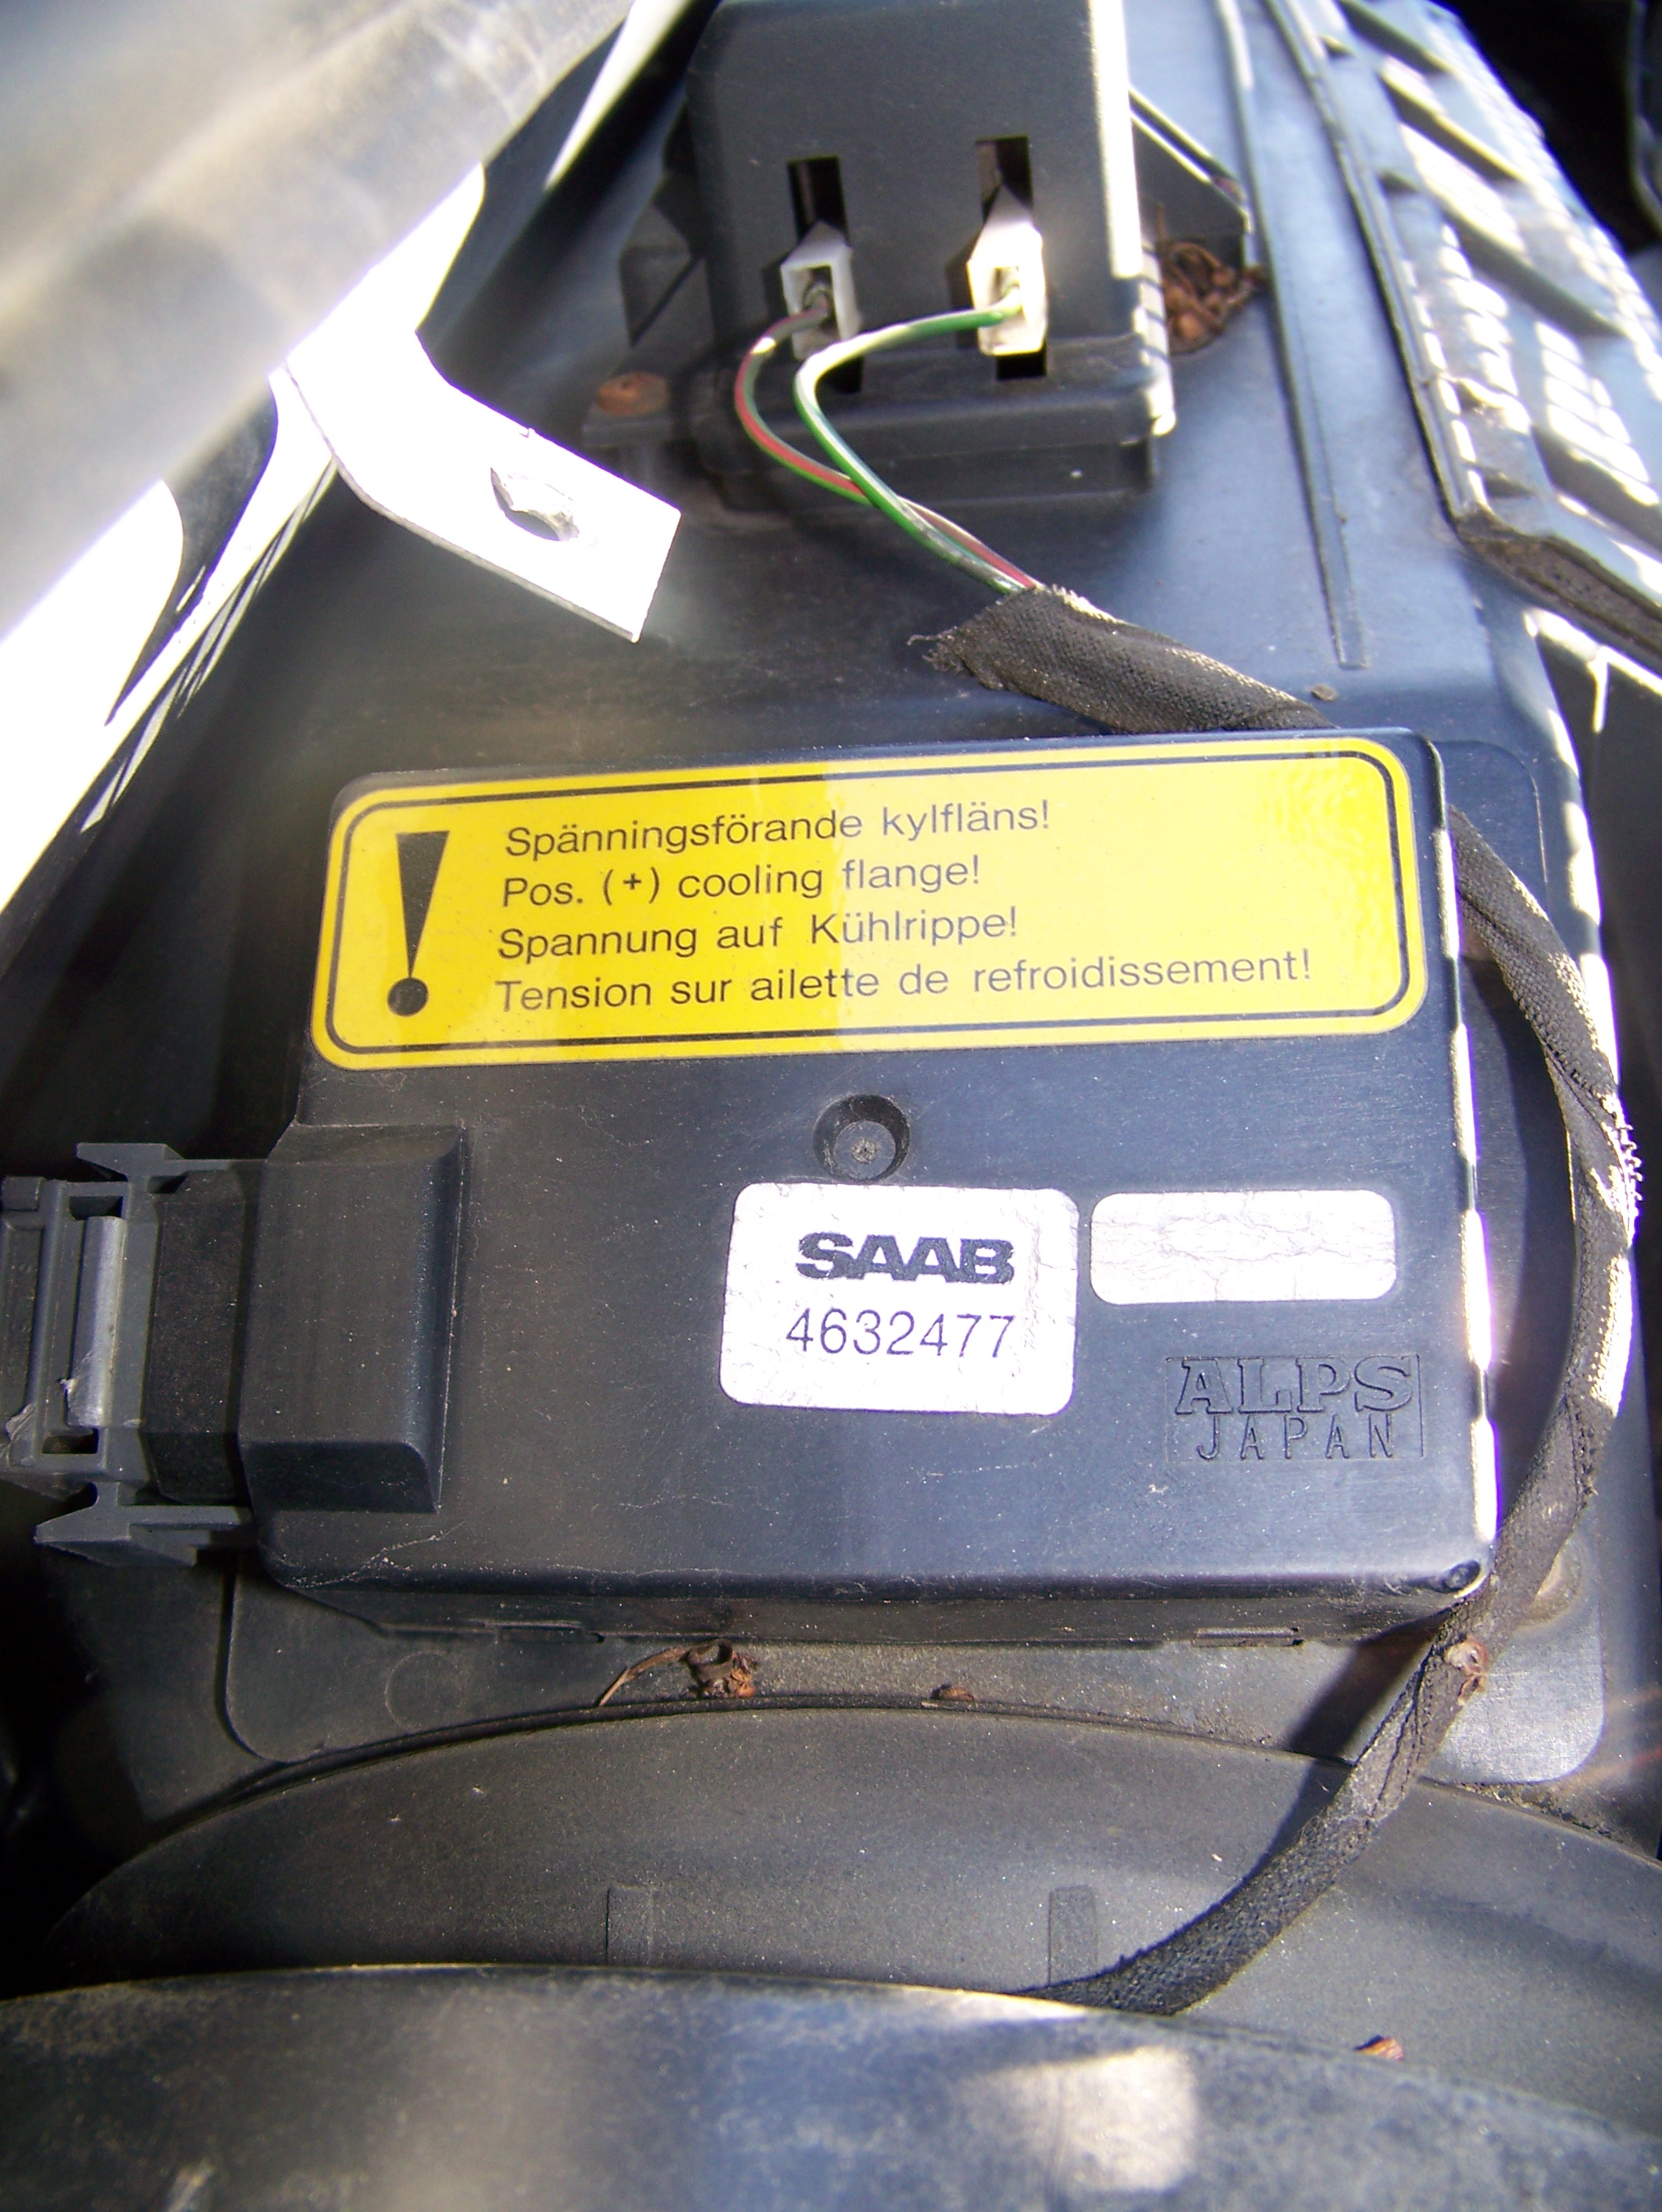 Spänningsförande kylfläns!
Pos. (+) cooling flange!
Spannung auf Kühlrippe!
Tension sur ailette de refroidissement!
SAAB
4632477
ALPS
JAPAN